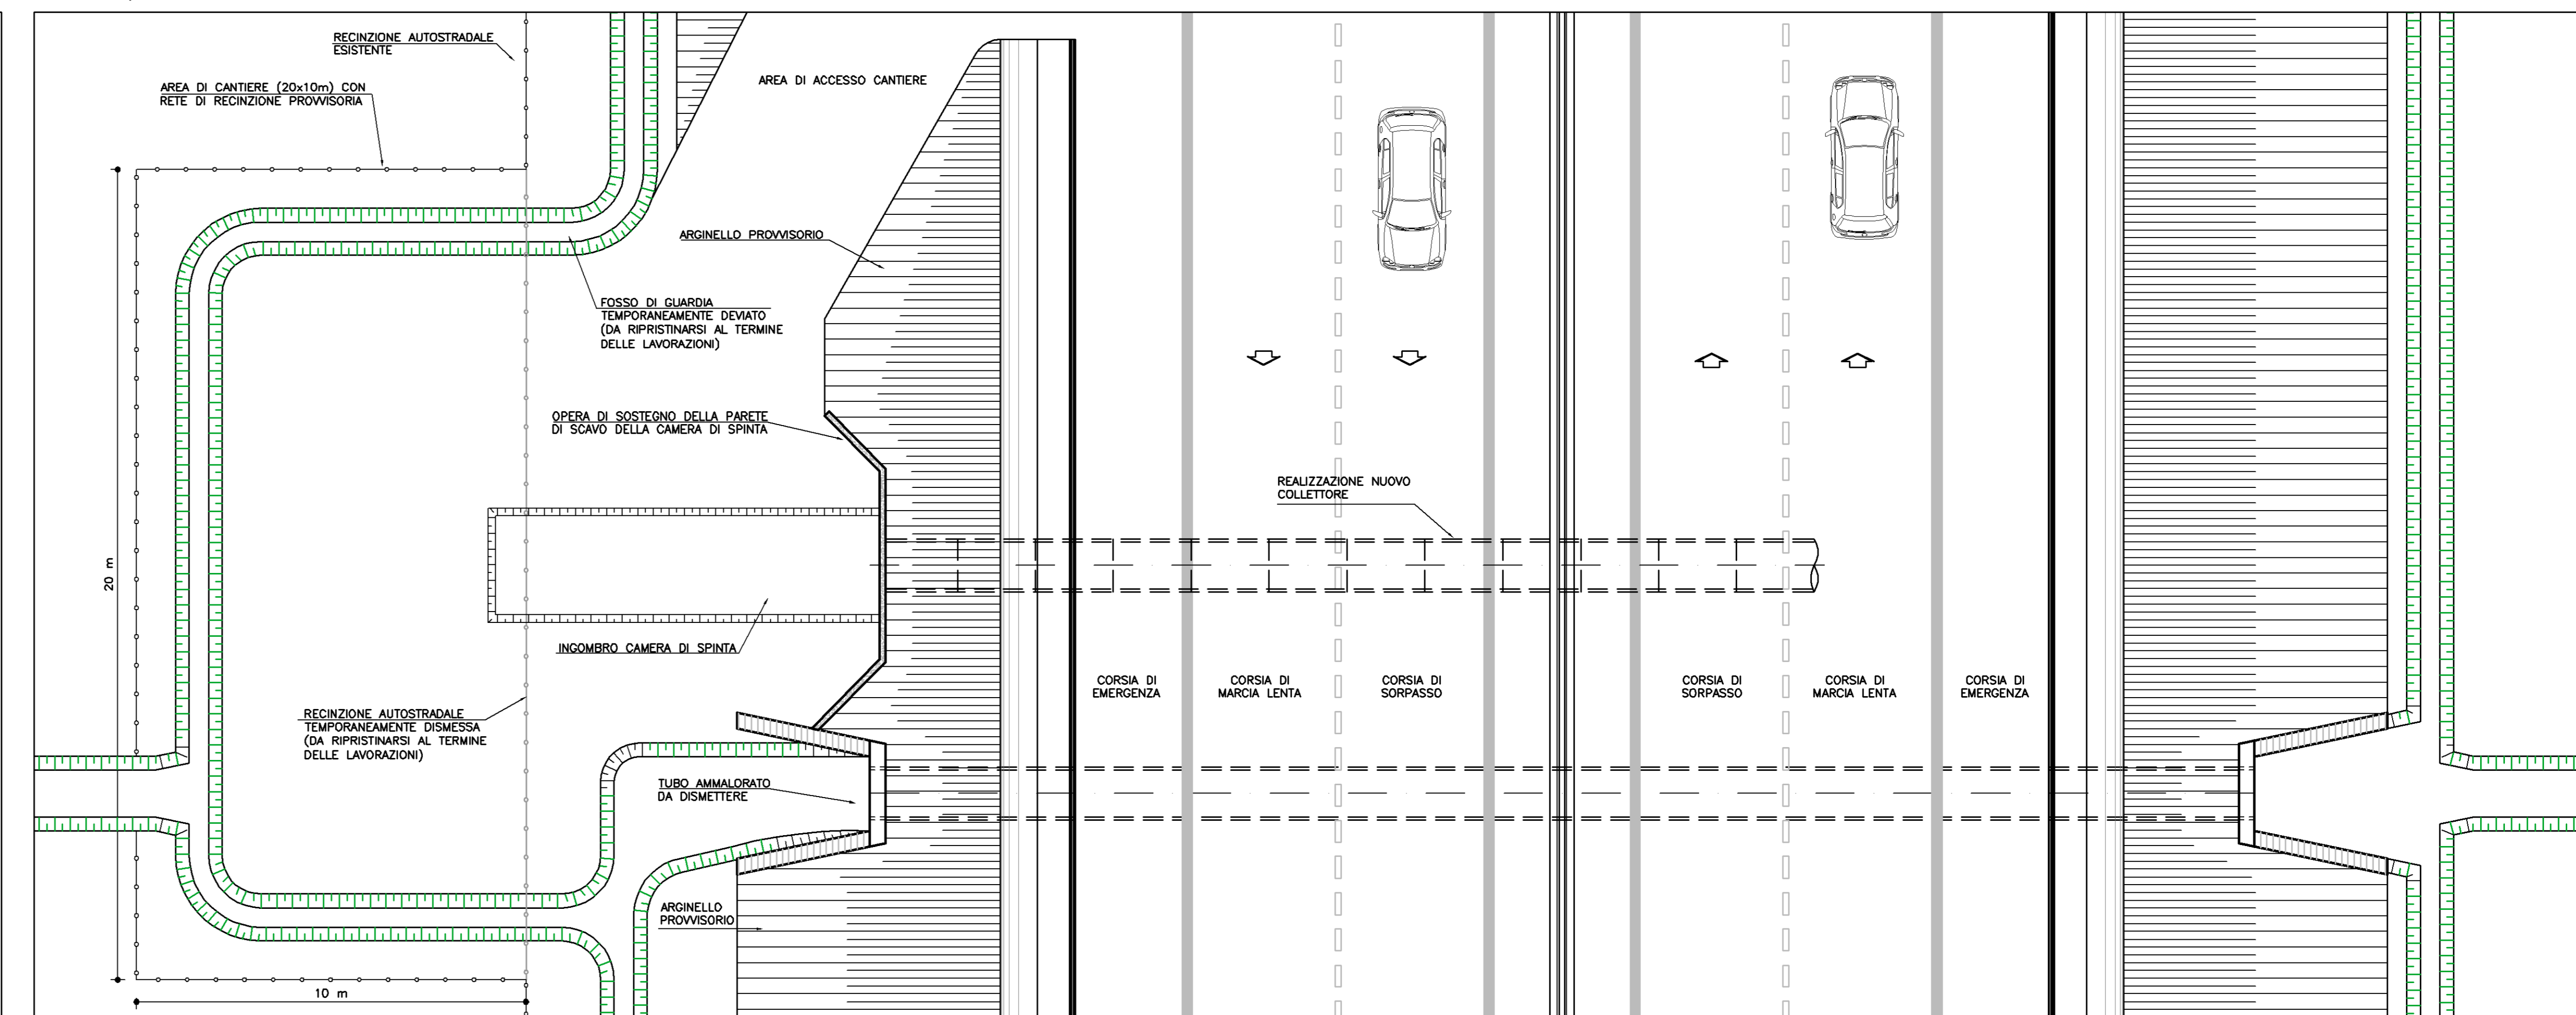 RECINZIONE AUTOSTRADALE
ESISTENTE
AREA DI CANTIERE (20x10m) CON
RETE DI RECINZIONE PROVVISORIA
AREA DI ACCESSO CANTIERE
ARGINELLO PROVVISORIO
FOSSO DI GUARDIA
TEMPORANEAMENTE DEVIATO
(DA RIPRISTINARSI AL TERMINE
DELLE LAVORAZIONI)
OPERA DI SOSTEGNO DELLA PARETE
DI SCAVO DELLA CAMERA DI SPINTA
REALIZZAZIONE NUOVO
COLLETTORE
20 m
INGOMBRO CAMERA DI SPINTA
CORSIA DI
EMERGENZA
CORSIA DI
MARCIA LENTA
CORSIA DI
SORPASSO
CORSIA DI
SORPASSO
CORSIA DI
MARCIA LENTA
CORSIA DI
EMERGENZA
RECINZIONE AUTOSTRADALE
TEMPORANEAMENTE DISMESSA
(DA RIPRISTINARSI AL TERMINE
DELLE LAVORAZIONI)
TUBO AMMALORATO
DA DISMETTERE
ARGINELLO
PROVVISORIO
10 m